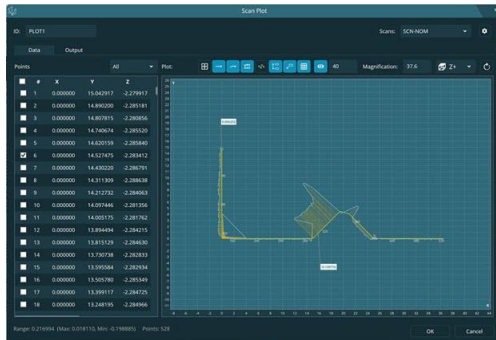 Scan Plot
ID: PLOT1 Scans: SCN-NOM
Data Output
Points All Plot: 40 Magnification: 37.6 Z+
# X Y Z
1 0.000000 15.042917 -2.279917
2 0.000000 14.890200 -2.285181
3 0.000000 14.807815 -2.280856
4 0.000000 14.740674 -2.285520
5 0.000000 14.620159 -2.285840
6 0.000000 14.527475 -2.283412
7 0.000000 14.430220 -2.286791
8 0.000000 14.311309 -2.288638
9 0.000000 14.212732 -2.284063
10 0.000000 14.097446 -2.281356
11 0.000000 14.005175 -2.281762
12 0.000000 13.894494 -2.284215
13 0.000000 13.815129 -2.284630
14 0.000000 13.730738 -2.282833
15 0.000000 13.595584 -2.282934
16 0.000000 13.505780 -2.285349
17 0.000000 13.399117 -2.284725
18 0.000000 13.248195 -2.284966
Range: 0.216994 (Max: 0.018110, Min: -0.198885) Points: 528
OK Cancel